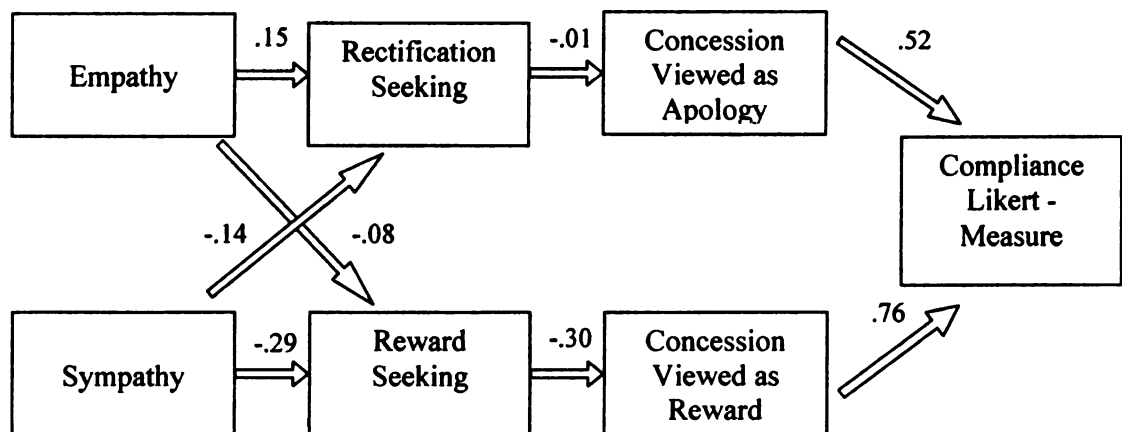 Empathy
.15
Rectification
Seeking
-.01
Concession
Viewed as
Apology
.52
Compliance
Likert -
Measure
-.14
-.08
Sympathy
-.29
Reward
Seeking
-.30
Concession
Viewed as
Reward
.76